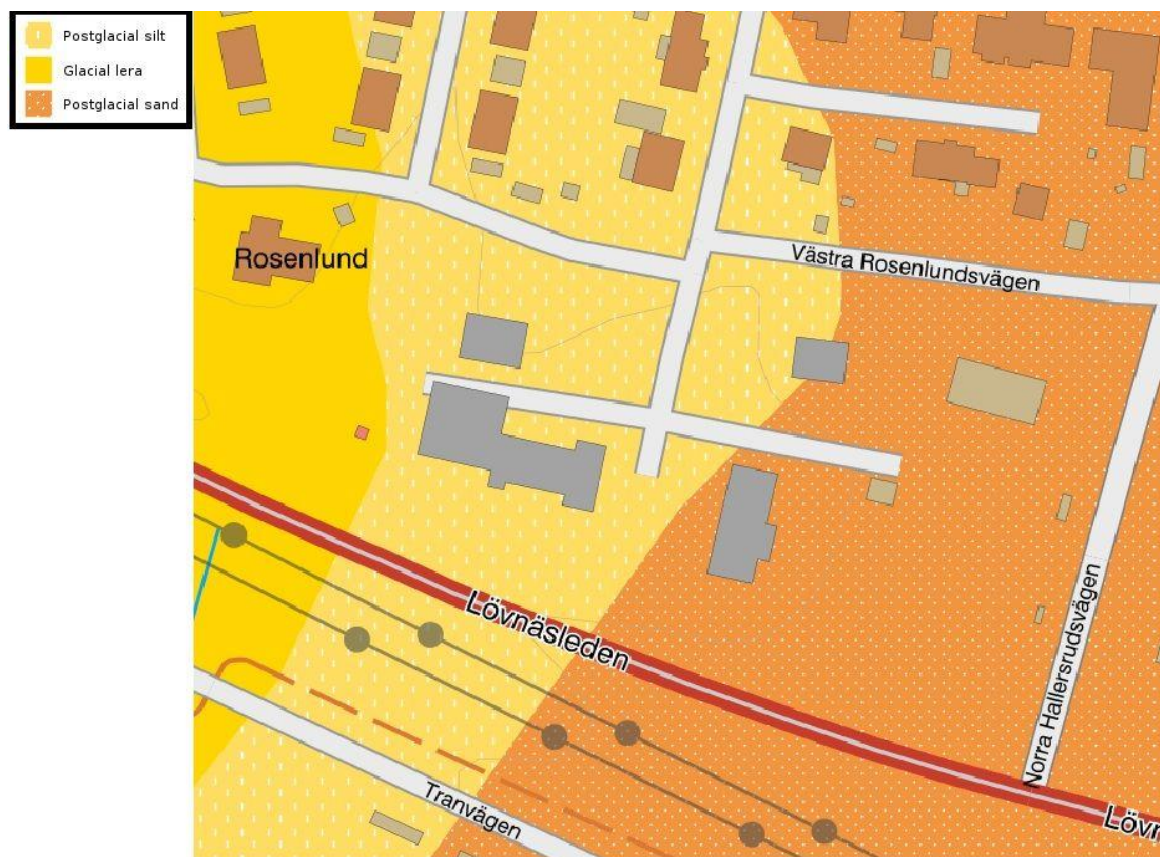 Postglacial silt
Glacial lera
Postglacial sand
Rosenlund
Västra Rosenlundsvägen
Lövnäsleden
Norra Hallersrudsvägen
Tranvägen
Lövn